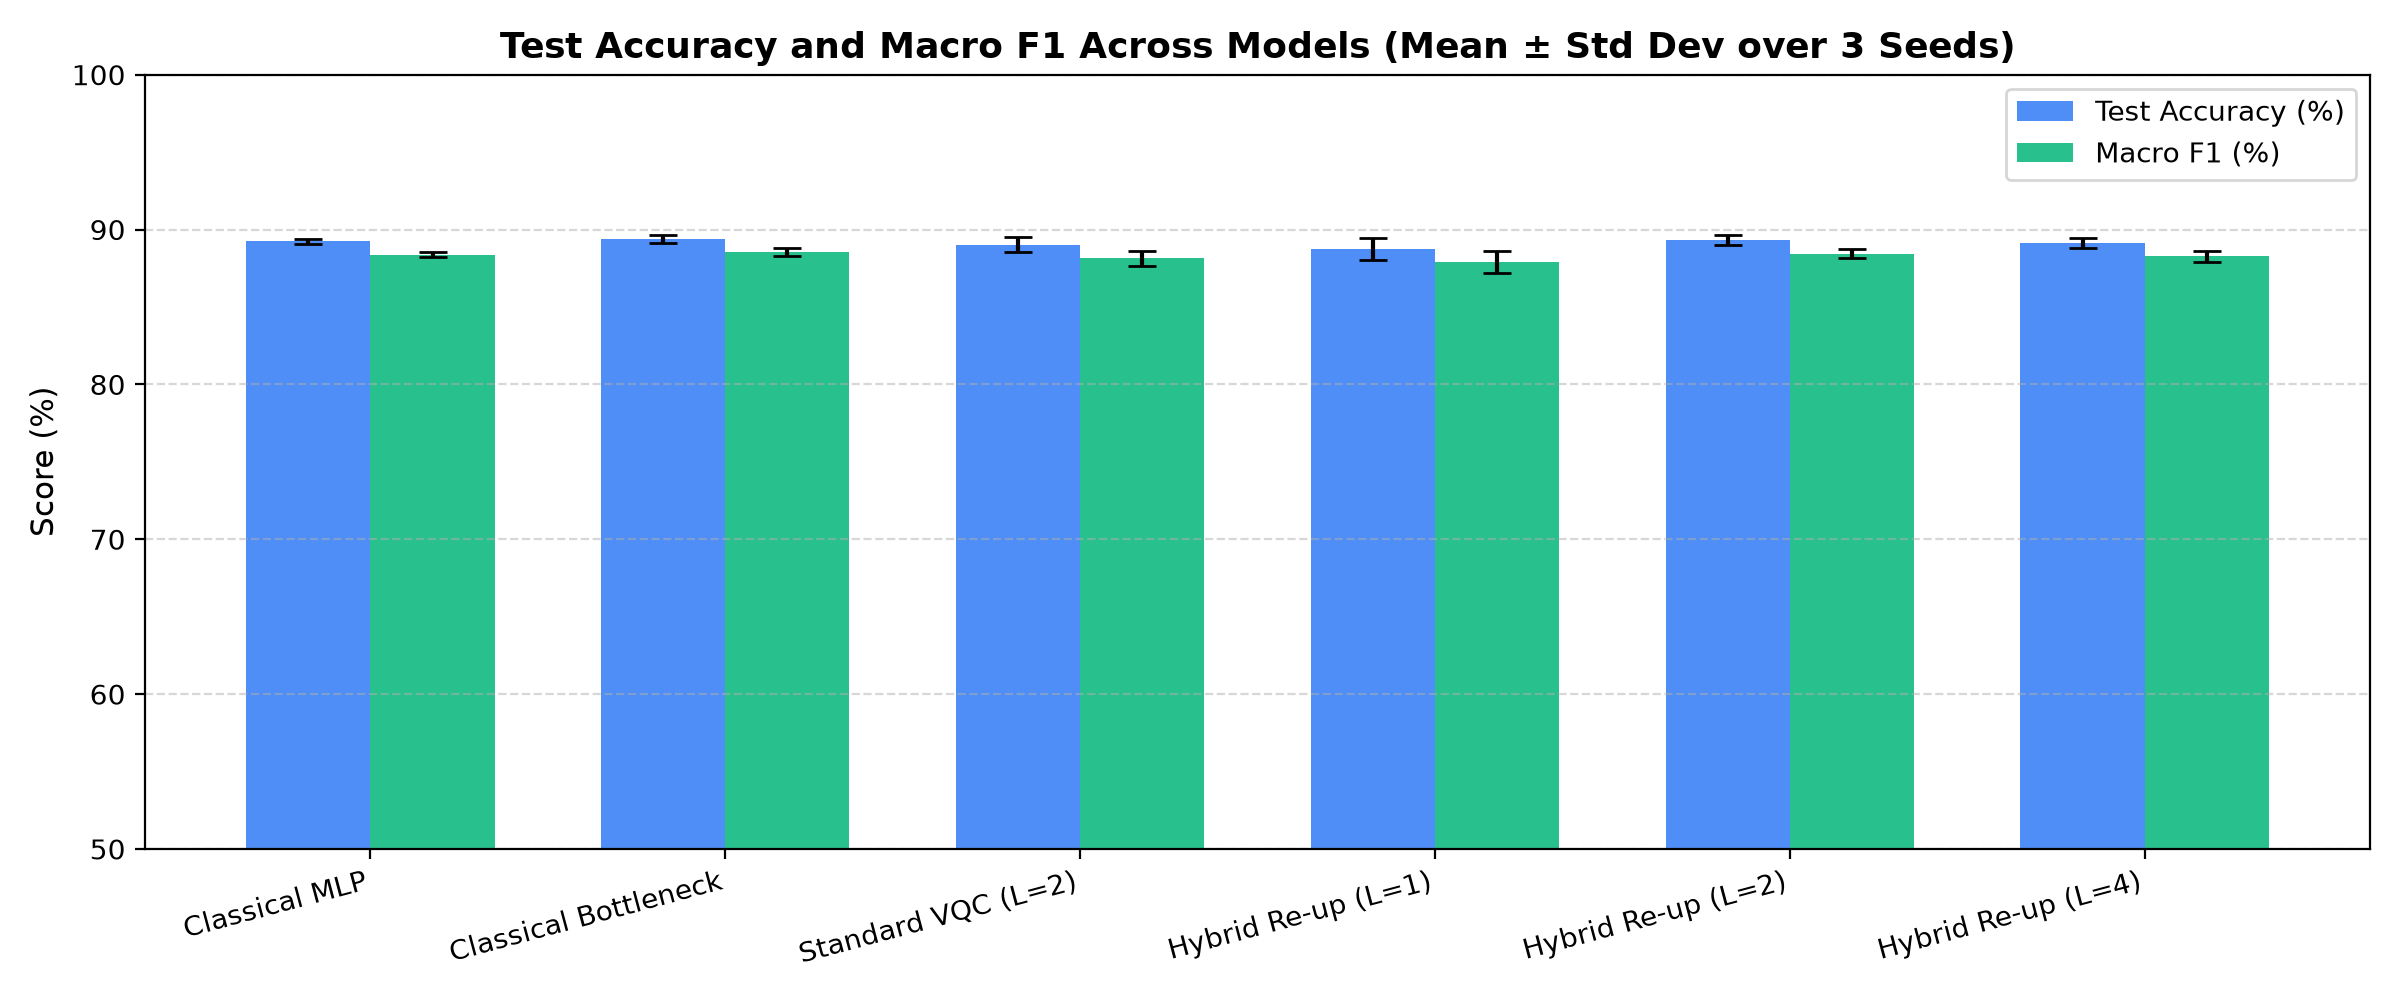 Test Accuracy and Macro F1 Across Models (Mean ± Std Dev over 3 Seeds)
100
90
80
70
60
50
Score (%)
Test Accuracy (%)
Macro F1 (%)
Classical MLP
Classical Bottleneck
Standard VQC (L=2)
Hybrid Re-up (L=1)
Hybrid Re-up (L=2)
Hybrid Re-up (L=4)